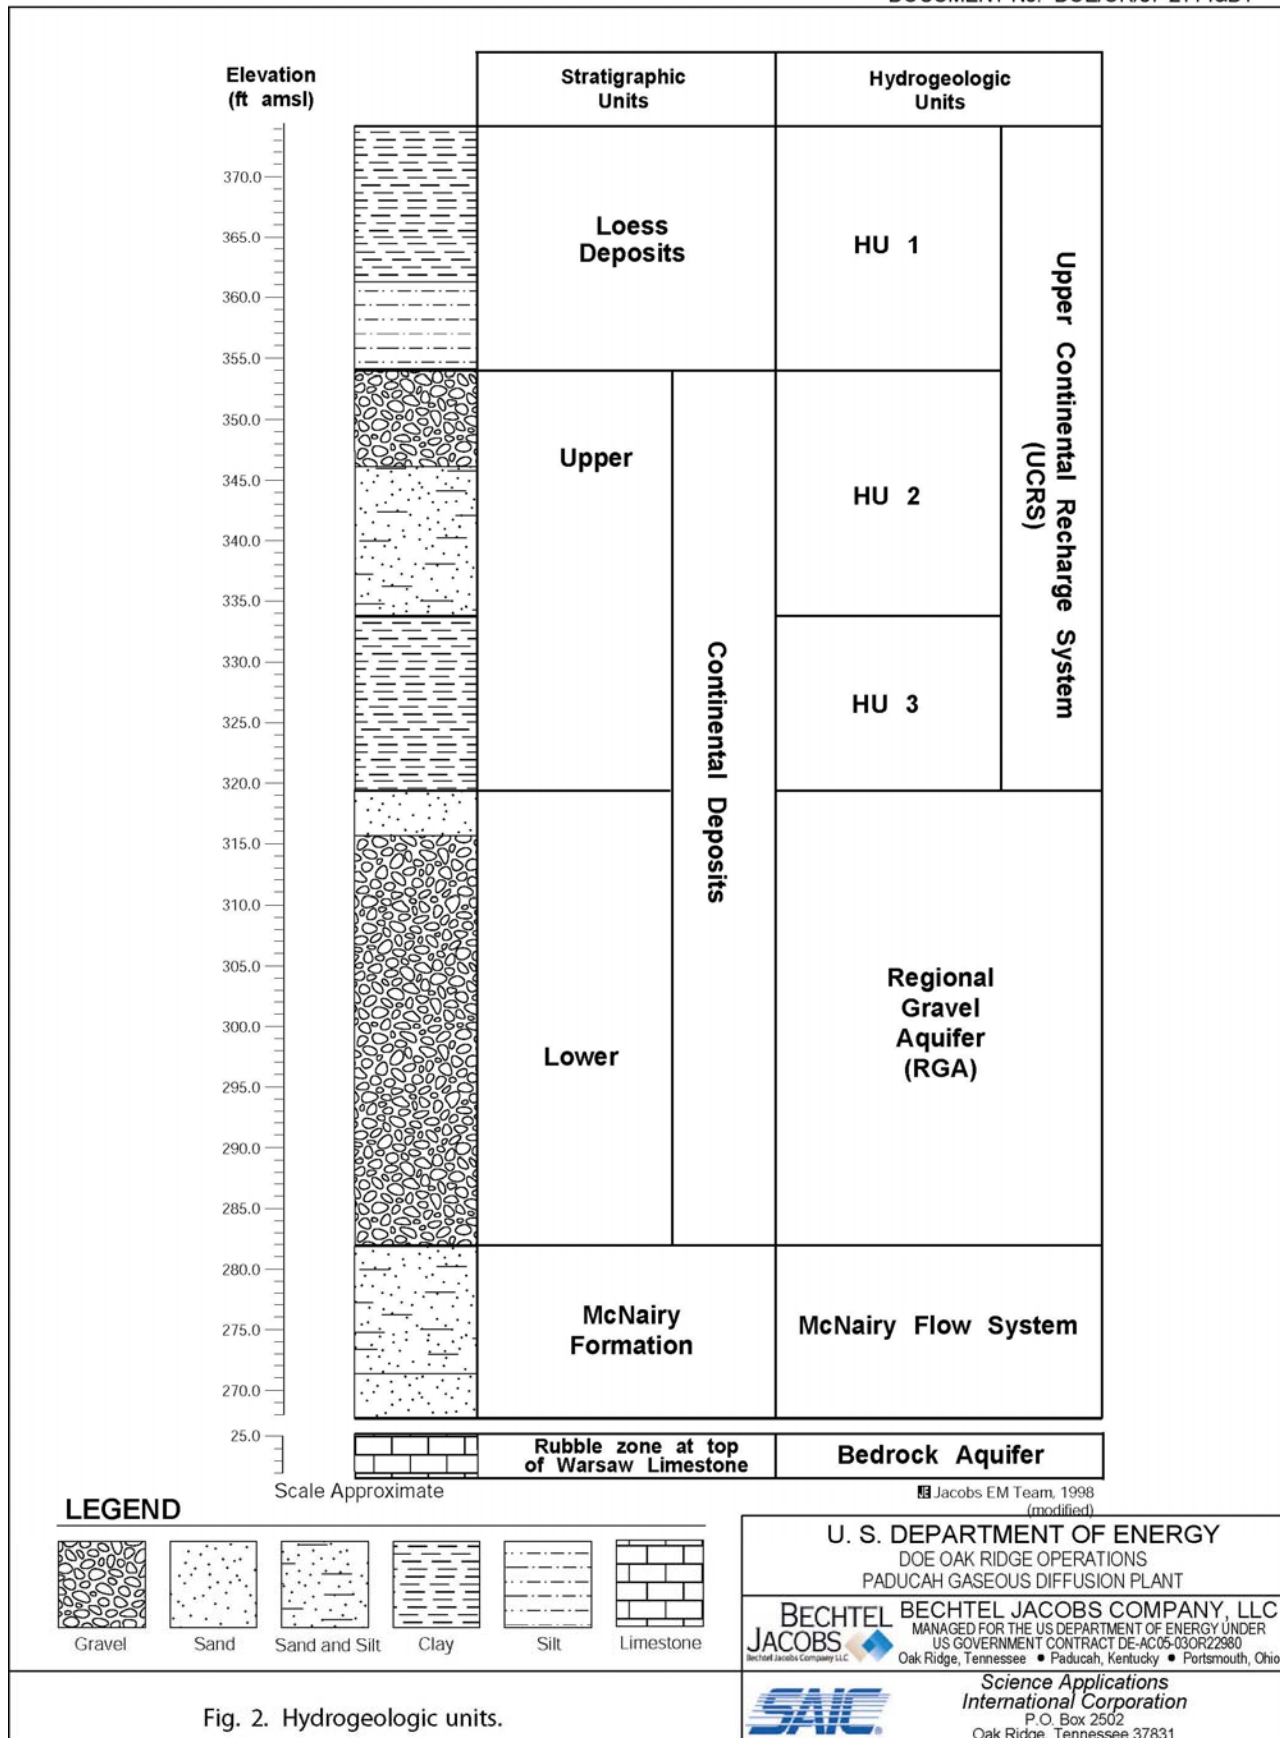 Elevation
(ft amsl)
Stratigraphic
Units
Hydrogeologic
Units
370.0
365.0
360.0
355.0
350.0
345.0
340.0
335.0
330.0
325.0
320.0
315.0
310.0
305.0
300.0
295.0
290.0
285.0
280.0
275.0
270.0
25.0
Loess
Deposits
HU 1
Upper Continental Recharge System
(UCRS)
Upper
HU 2
Continental Deposits
HU 3
Lower
Regional
Gravel
Aquifer
(RGA)
McNairy
Formation
McNairy Flow System
Rubble zone at top
of Warsaw Limestone
Bedrock Aquifer
Scale Approximate
JE Jacobs EM Team, 1998
(modified)
LEGEND
Gravel
Sand
Sand and Silt
Clay
Silt
Limestone
U. S. DEPARTMENT OF ENERGY
DOE OAK RIDGE OPERATIONS
PADUCAH GASEOUS DIFFUSION PLANT
BECHTEL
JACOBS
Bechtel Jacobs Company LLC
BECHTEL JACOBS COMPANY, LLC
MANAGED FOR THE US DEPARTMENT OF ENERGY UNDER
US GOVERNMENT CONTRACT DE-AC05-03OR22980
Oak Ridge, Tennessee • Paducah, Kentucky • Portsmouth, Ohio
SAIC
Science Applications
International Corporation
P.O. Box 2502
Oak Ridge, Tennessee 37831
Fig. 2. Hydrogeologic units.